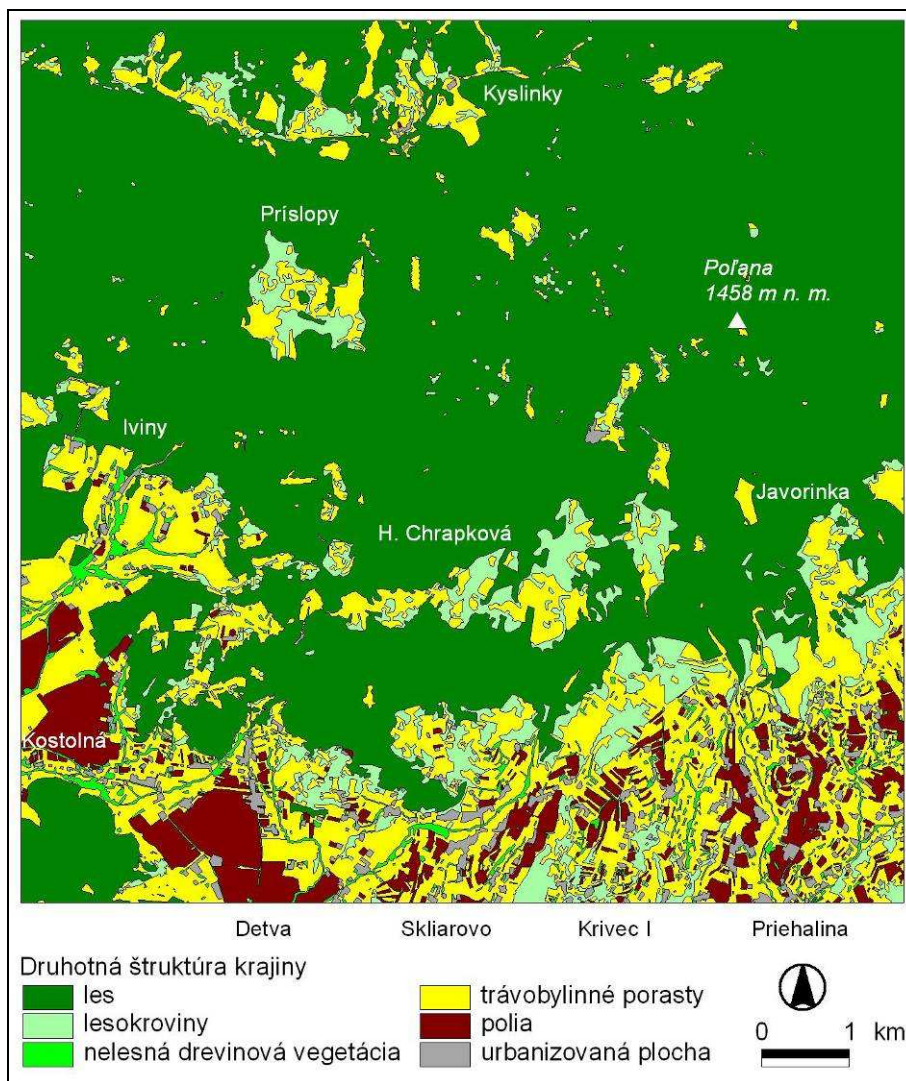 Kyslinky
Príslopy
Poľana
1458 m n. m.
Iviny
Javorinka
H. Chrapková
Kostolná
Detva Skliarovo Krivec I Priehalina
Druhotná štruktúra krajiny
les
lesokroviny
nelesná drevinová vegetácia
trávobylinné porasty
polia
urbanizovaná plocha
0 1 km